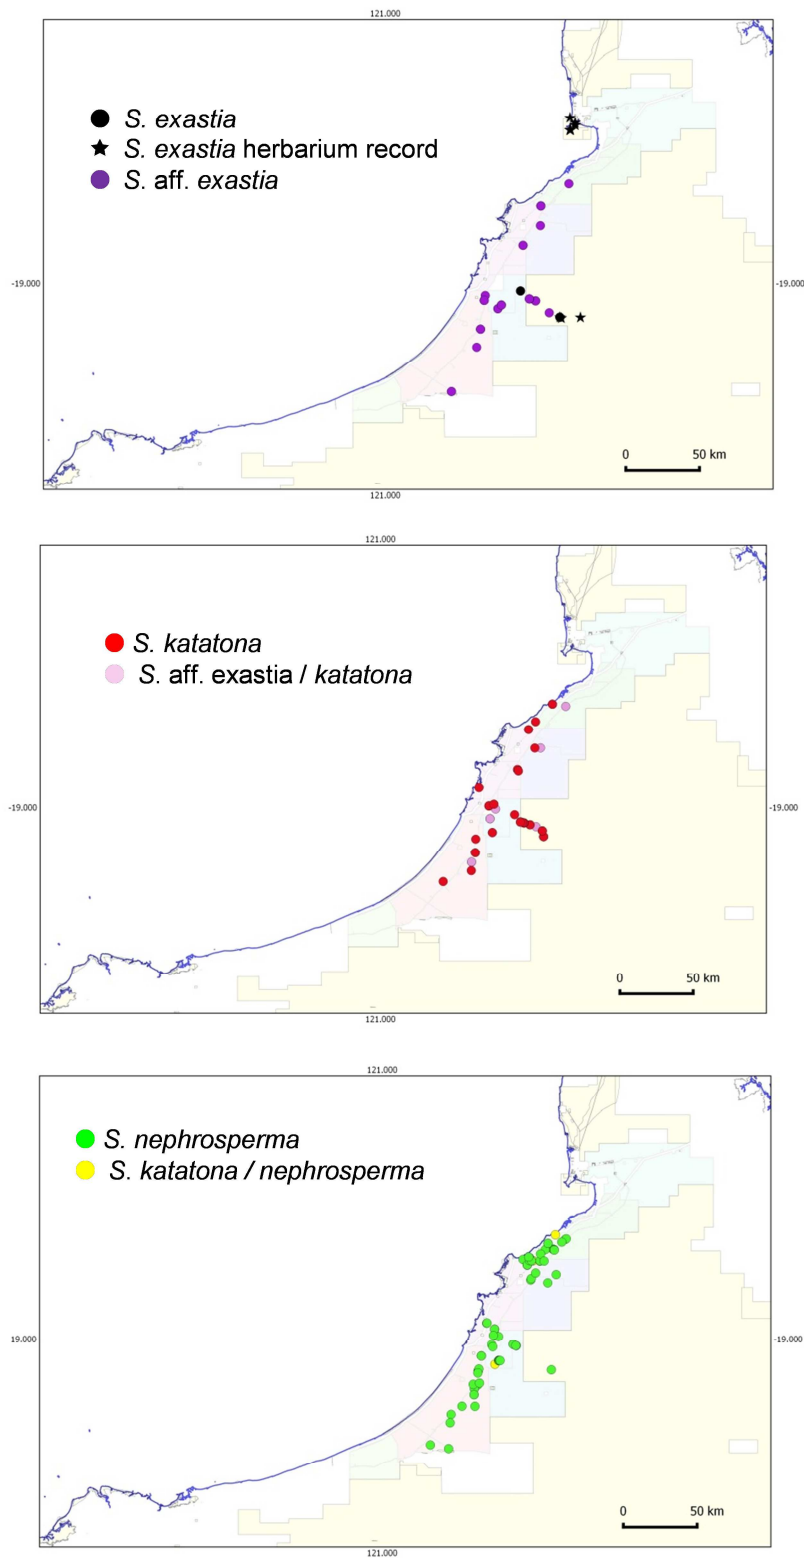 121.000
S. exastia
S. exastia herbarium record
S. aff. exastia
-19.000
-19.000
0 50 km
121.000
121.000
S. katatona
S. aff. exastia / katatona
-19.000
-19.000
0 50 km
121.000
121.000
S. nephrosperma
S. katatona / nephrosperma
19.000
-19.000
0 50 km
121.000